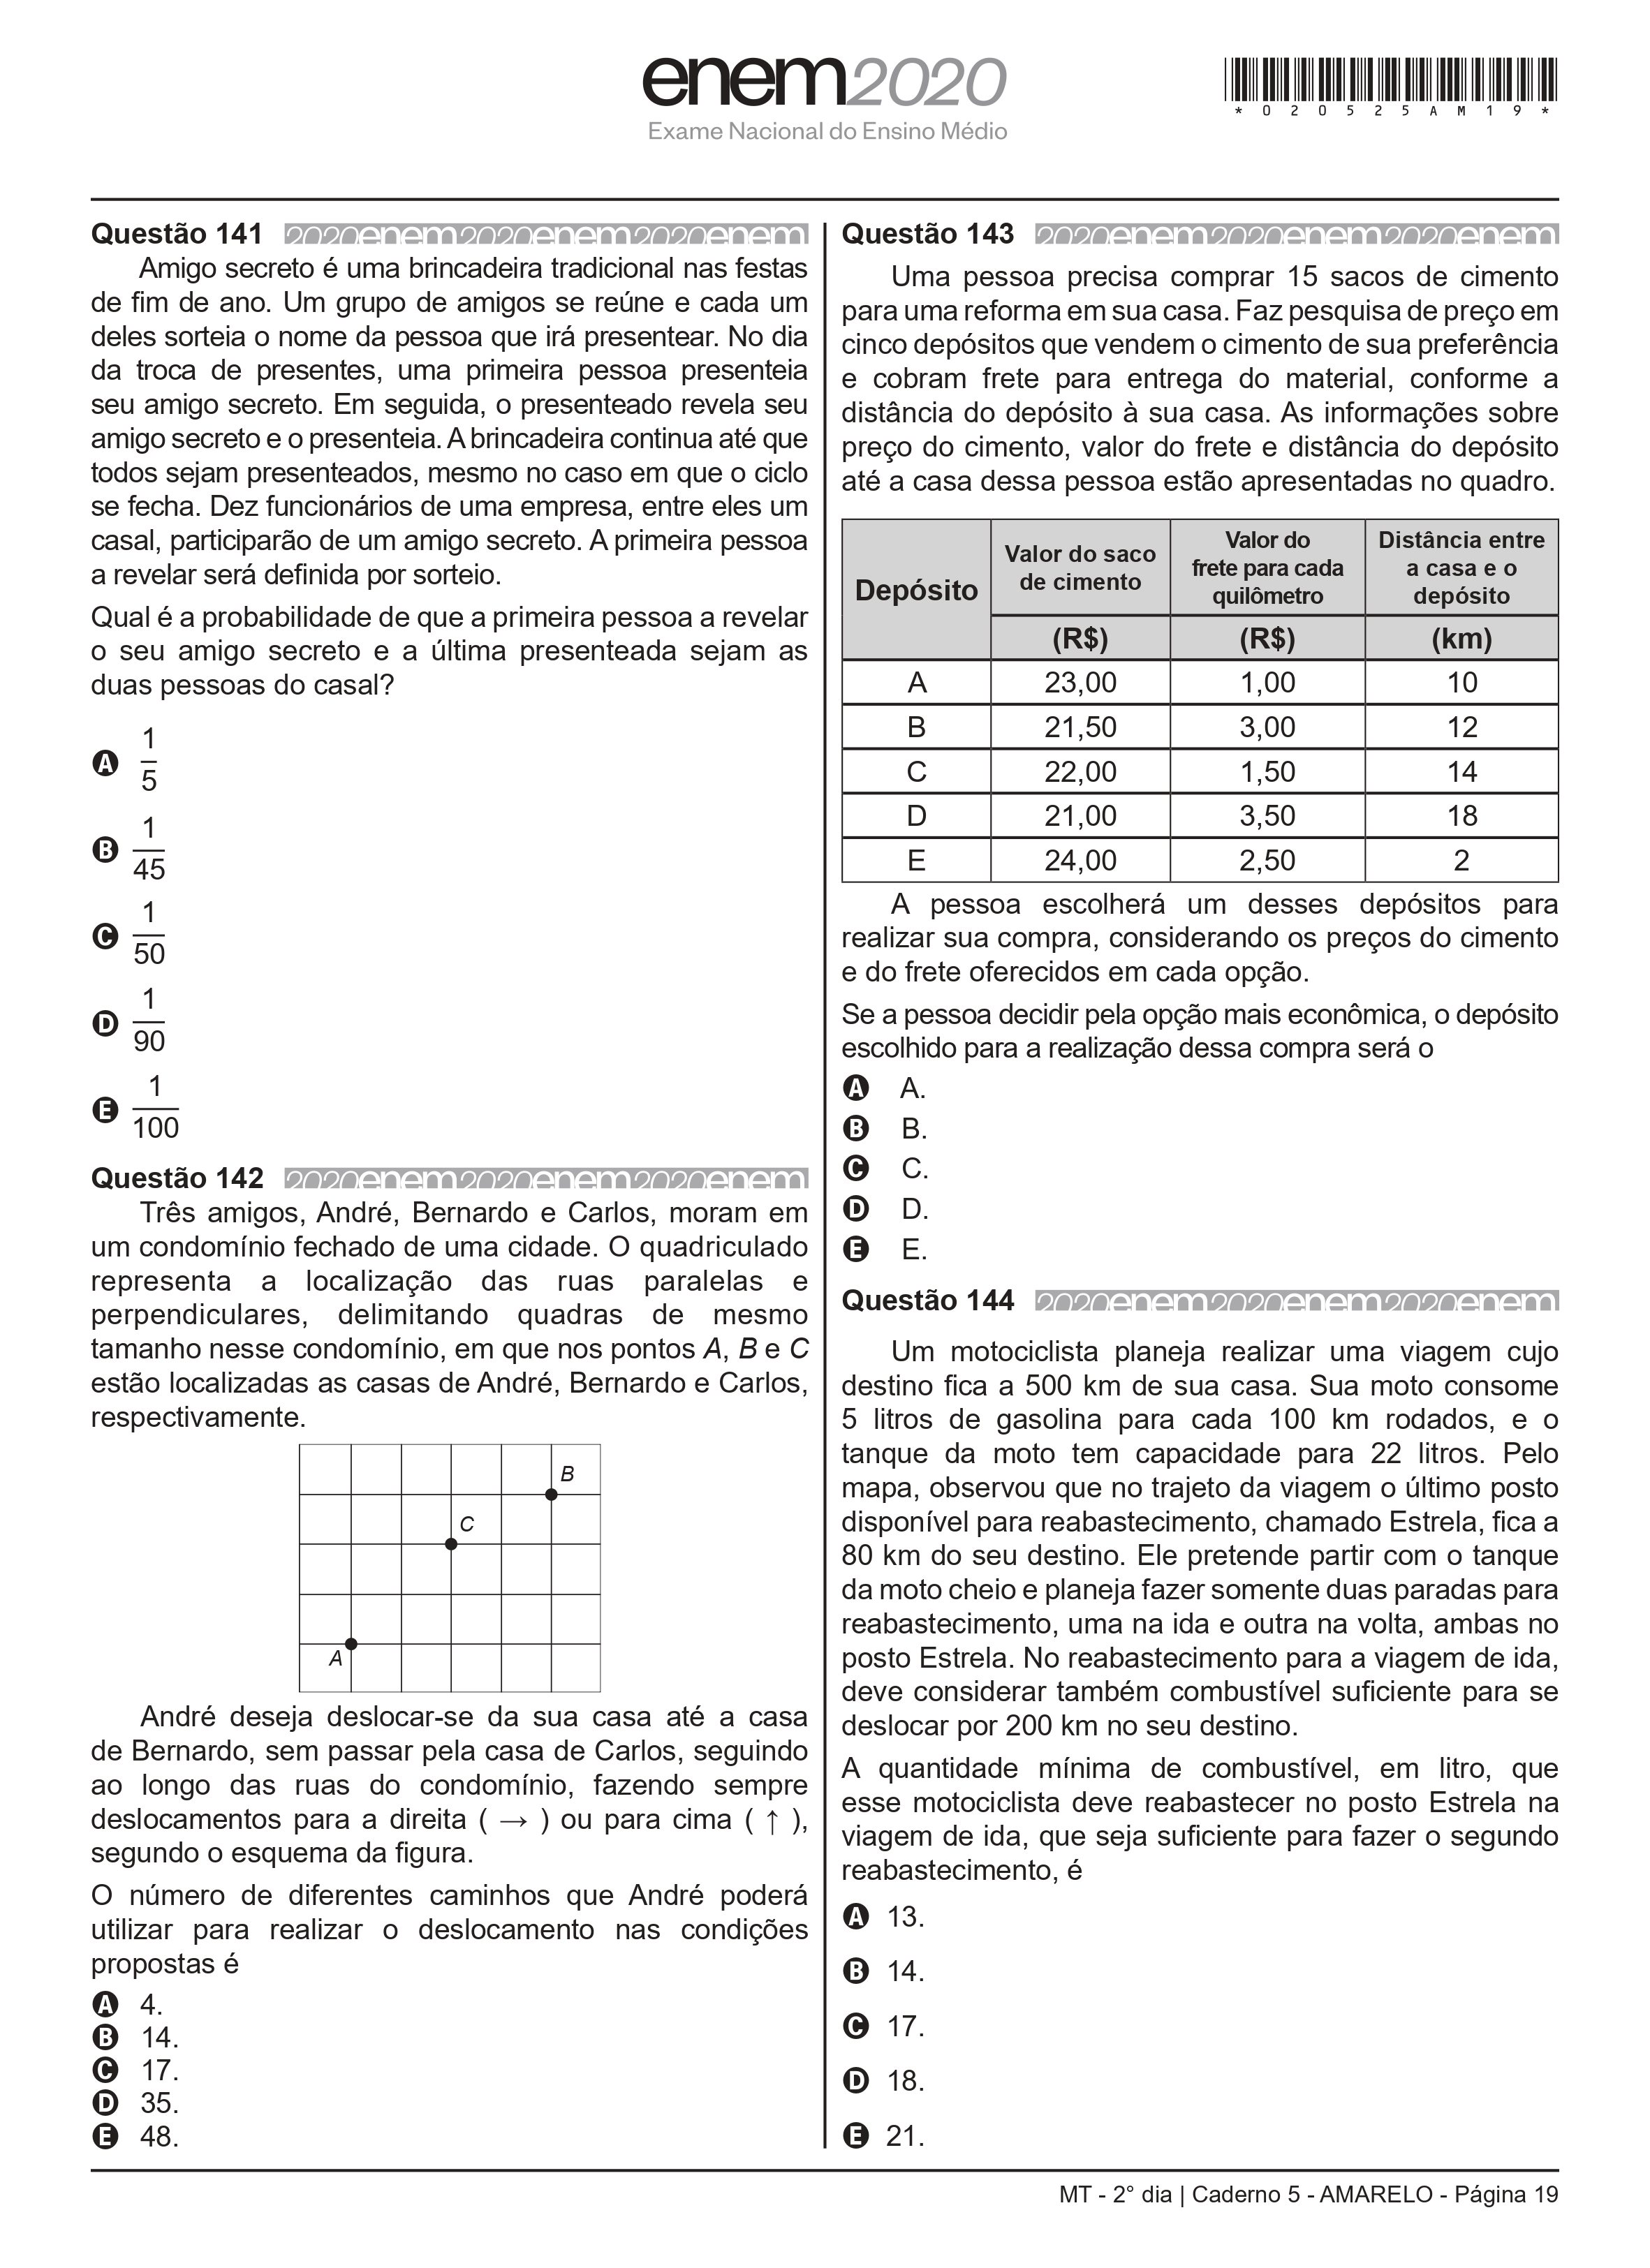 enem2020
Exame Nacional do Ensino Médio
*020525AM19*
Questão 141 2020enem2020enem2020enem
Amigo secreto é uma brincadeira tradicional nas festas
de fim de ano. Um grupo de amigos se reúne e cada um
deles sorteia o nome da pessoa que irá presentear. No dia
da troca de presentes, uma primeira pessoa presenteia
seu amigo secreto. Em seguida, o presenteado revela seu
amigo secreto e o presenteia. A brincadeira continua até que
todos sejam presenteados, mesmo no caso em que o ciclo
se fecha. Dez funcionários de uma empresa, entre eles um
casal, participarão de um amigo secreto. A primeira pessoa
a revelar será definida por sorteio.
Qual é a probabilidade de que a primeira pessoa a revelar
o seu amigo secreto e a última presenteada sejam as
duas pessoas do casal?
A 1/5
B 1/45
C 1/50
D 1/90
E 1/100
Questão 142 2020enem2020enem2020enem
Três amigos, André, Bernardo e Carlos, moram em
um condomínio fechado de uma cidade. O quadriculado
representa a localização das ruas paralelas e
perpendiculares, delimitando quadras de mesmo
tamanho nesse condomínio, em que nos pontos A, B e C
estão localizadas as casas de André, Bernardo e Carlos,
respectivamente.
B
C
A
André deseja deslocar-se da sua casa até a casa
de Bernardo, sem passar pela casa de Carlos, seguindo
ao longo das ruas do condomínio, fazendo sempre
deslocamentos para a direita ( → ) ou para cima ( ↑ ),
segundo o esquema da figura.
O número de diferentes caminhos que André poderá
utilizar para realizar o deslocamento nas condições
propostas é
A 4.
B 14.
C 17.
D 35.
E 48.
Questão 143 2020enem2020enem2020enem
Uma pessoa precisa comprar 15 sacos de cimento
para uma reforma em sua casa. Faz pesquisa de preço em
cinco depósitos que vendem o cimento de sua preferência
e cobram frete para entrega do material, conforme a
distância do depósito à sua casa. As informações sobre
preço do cimento, valor do frete e distância do depósito
até a casa dessa pessoa estão apresentadas no quadro.
Depósito
Valor do saco
de cimento
(R$)
Valor do
frete para cada
quilômetro
(R$)
Distância entre
a casa e o
depósito
(km)
A 23,00 1,00 10
B 21,50 3,00 12
C 22,00 1,50 14
D 21,00 3,50 18
E 24,00 2,50 2
A pessoa escolherá um desses depósitos para
realizar sua compra, considerando os preços do cimento
e do frete oferecidos em cada opção.
Se a pessoa decidir pela opção mais econômica, o depósito
escolhido para a realização dessa compra será o
A A.
B B.
C C.
D D.
E E.
Questão 144 2020enem2020enem2020enem
Um motociclista planeja realizar uma viagem cujo
destino fica a 500 km de sua casa. Sua moto consome
5 litros de gasolina para cada 100 km rodados, e o
tanque da moto tem capacidade para 22 litros. Pelo
mapa, observou que no trajeto da viagem o último posto
disponível para reabastecimento, chamado Estrela, fica a
80 km do seu destino. Ele pretende partir com o tanque
da moto cheio e planeja fazer somente duas paradas para
reabastecimento, uma na ida e outra na volta, ambas no
posto Estrela. No reabastecimento para a viagem de ida,
deve considerar também combustível suficiente para se
deslocar por 200 km no seu destino.
A quantidade mínima de combustível, em litro, que
esse motociclista deve reabastecer no posto Estrela na
viagem de ida, que seja suficiente para fazer o segundo
reabastecimento, é
A 13.
B 14.
C 17.
D 18.
E 21.
MT - 2° dia | Caderno 5 - AMARELO - Página 19